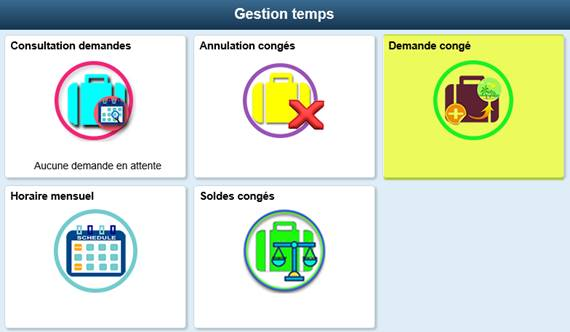 Gestion temps
Consultation demandes
Aucune demande en attente
Annulation congés
Demande congé
Horaire mensuel
SCHEDULE
Soldes congés